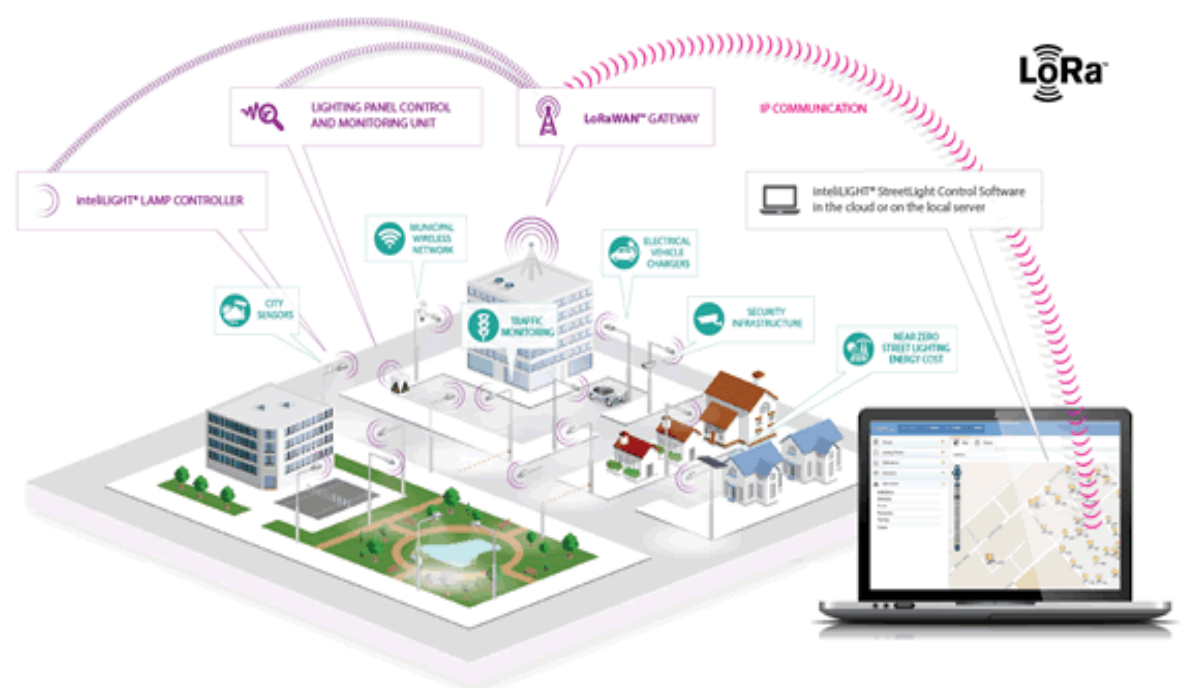 LoRa™
LIGHTING PANEL CONTROL
AND MONITORING UNIT
LoRaWAN™ GATEWAY
IP COMMUNICATION
inteliLIGHT® LAMP CONTROLLER
inteliLIGHT® StreetLight Control Software
in the cloud or on the local server
MUNICIPAL
WIRELESS
NETWORK
ELECTRICAL
VEHICLE
CHARGERS
CITY
SENSORS
TRAFFIC
MONITORING
SECURITY
INFRASTRUCTURE
NEAR ZERO
STREET LIGHTING
ENERGY COST